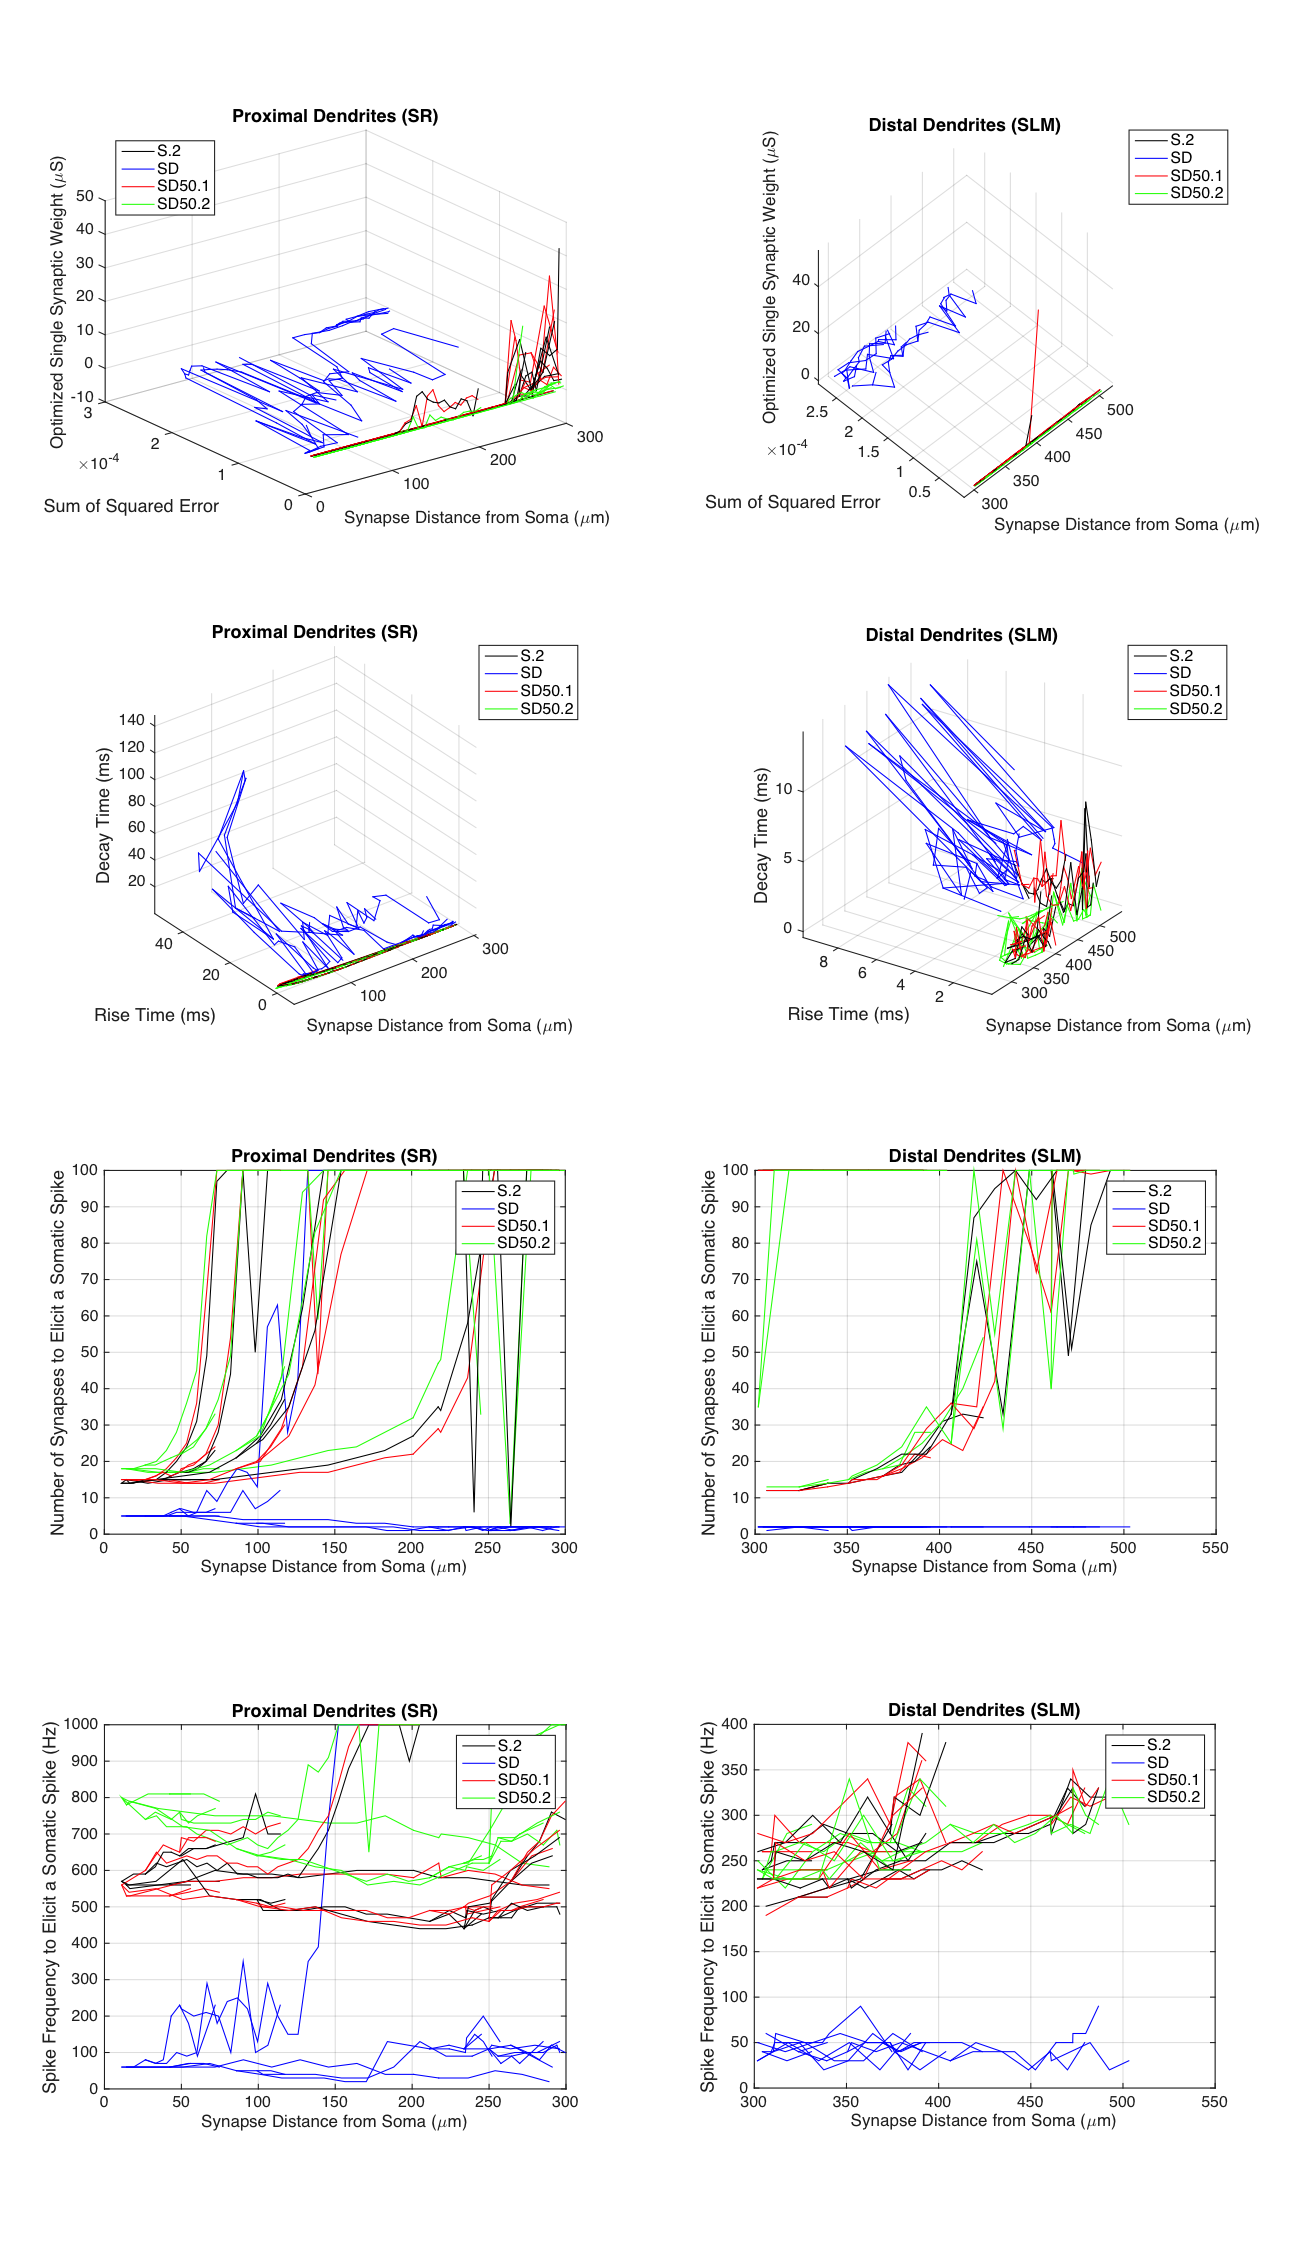 Proximal Dendrites (SR)
S.2
SD
SD50.1
SD50.2
Optimized Single Synaptic Weight (μS)
50
40
30
20
10
0
-10
3
2
1
0
×10⁻⁴
Sum of Squared Error
0
100
200
300
Synapse Distance from Soma (μm)
Distal Dendrites (SLM)
S.2
SD
SD50.1
SD50.2
Optimized Single Synaptic Weight (μS)
40
20
0
2.5
2
1.5
1
0.5
×10⁻⁴
Sum of Squared Error
300
350
400
450
500
Synapse Distance from Soma (μm)
Proximal Dendrites (SR)
S.2
SD
SD50.1
SD50.2
Decay Time (ms)
140
120
100
80
60
40
20
40
20
0
Rise Time (ms)
100
200
300
Synapse Distance from Soma (μm)
Distal Dendrites (SLM)
S.2
SD
SD50.1
SD50.2
Decay Time (ms)
10
5
0
8
6
4
2
Rise Time (ms)
300
350
400
450
500
Synapse Distance from Soma (μm)
Proximal Dendrites (SR)
S.2
SD
SD50.1
SD50.2
Number of Synapses to Elicit a Somatic Spike
100
90
80
70
60
50
40
30
20
10
0
0 50 100 150 200 250 300
Synapse Distance from Soma (μm)
Distal Dendrites (SLM)
S.2
SD
SD50.1
SD50.2
Number of Synapses to Elicit a Somatic Spike
100
90
80
70
60
50
40
30
20
10
0
300 350 400 450 500 550
Synapse Distance from Soma (μm)
Proximal Dendrites (SR)
S.2
SD
SD50.1
SD50.2
Spike Frequency to Elicit a Somatic Spike (Hz)
1000
900
800
700
600
500
400
300
200
100
0
0 50 100 150 200 250 300
Synapse Distance from Soma (μm)
Distal Dendrites (SLM)
S.2
SD
SD50.1
SD50.2
Spike Frequency to Elicit a Somatic Spike (Hz)
400
350
300
250
200
150
100
50
0
300 350 400 450 500 550
Synapse Distance from Soma (μm)